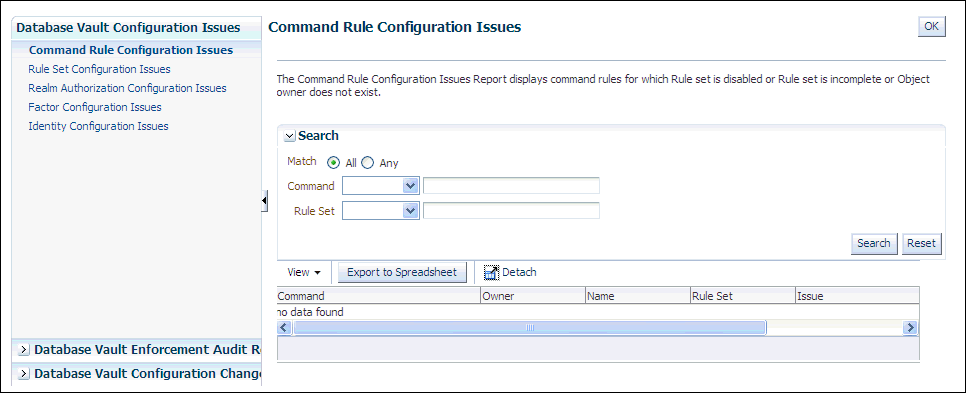 Database Vault Configuration Issues
Command Rule Configuration Issues
Rule Set Configuration Issues
Realm Authorization Configuration Issues
Factor Configuration Issues
Identity Configuration Issues
Database Vault Enforcement Audit Re
Database Vault Configuration Change
Command Rule Configuration Issues
OK
The Command Rule Configuration Issues Report displays command rules for which Rule set is disabled or Rule set is incomplete or Object
owner does not exist.
Search
Match All Any
Command
Rule Set
Search Reset
View Export to Spreadsheet Detach
Command Owner Name Rule Set Issue
no data found